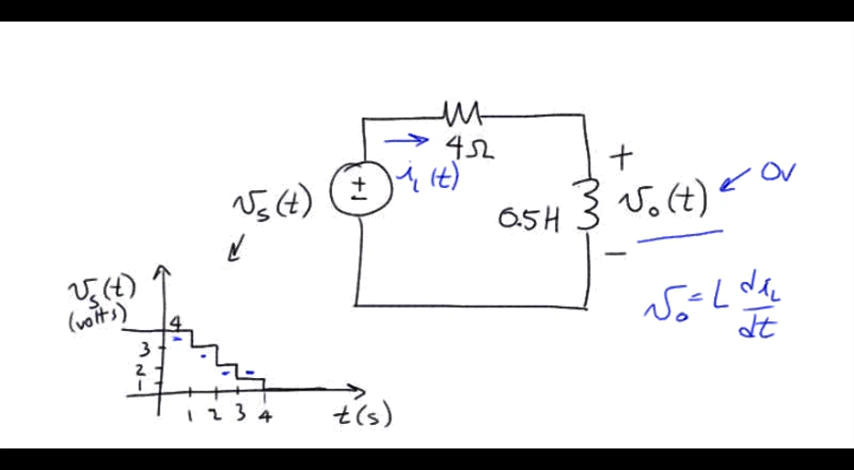 4Ω
i_L(t)
+
v_s(t)
+
-
0.5H
v_o(t)
0V
-
v_o = L di_L/dt
v_s(t)
(volts)
4
3
2
1
1 2 3 4
t(s)